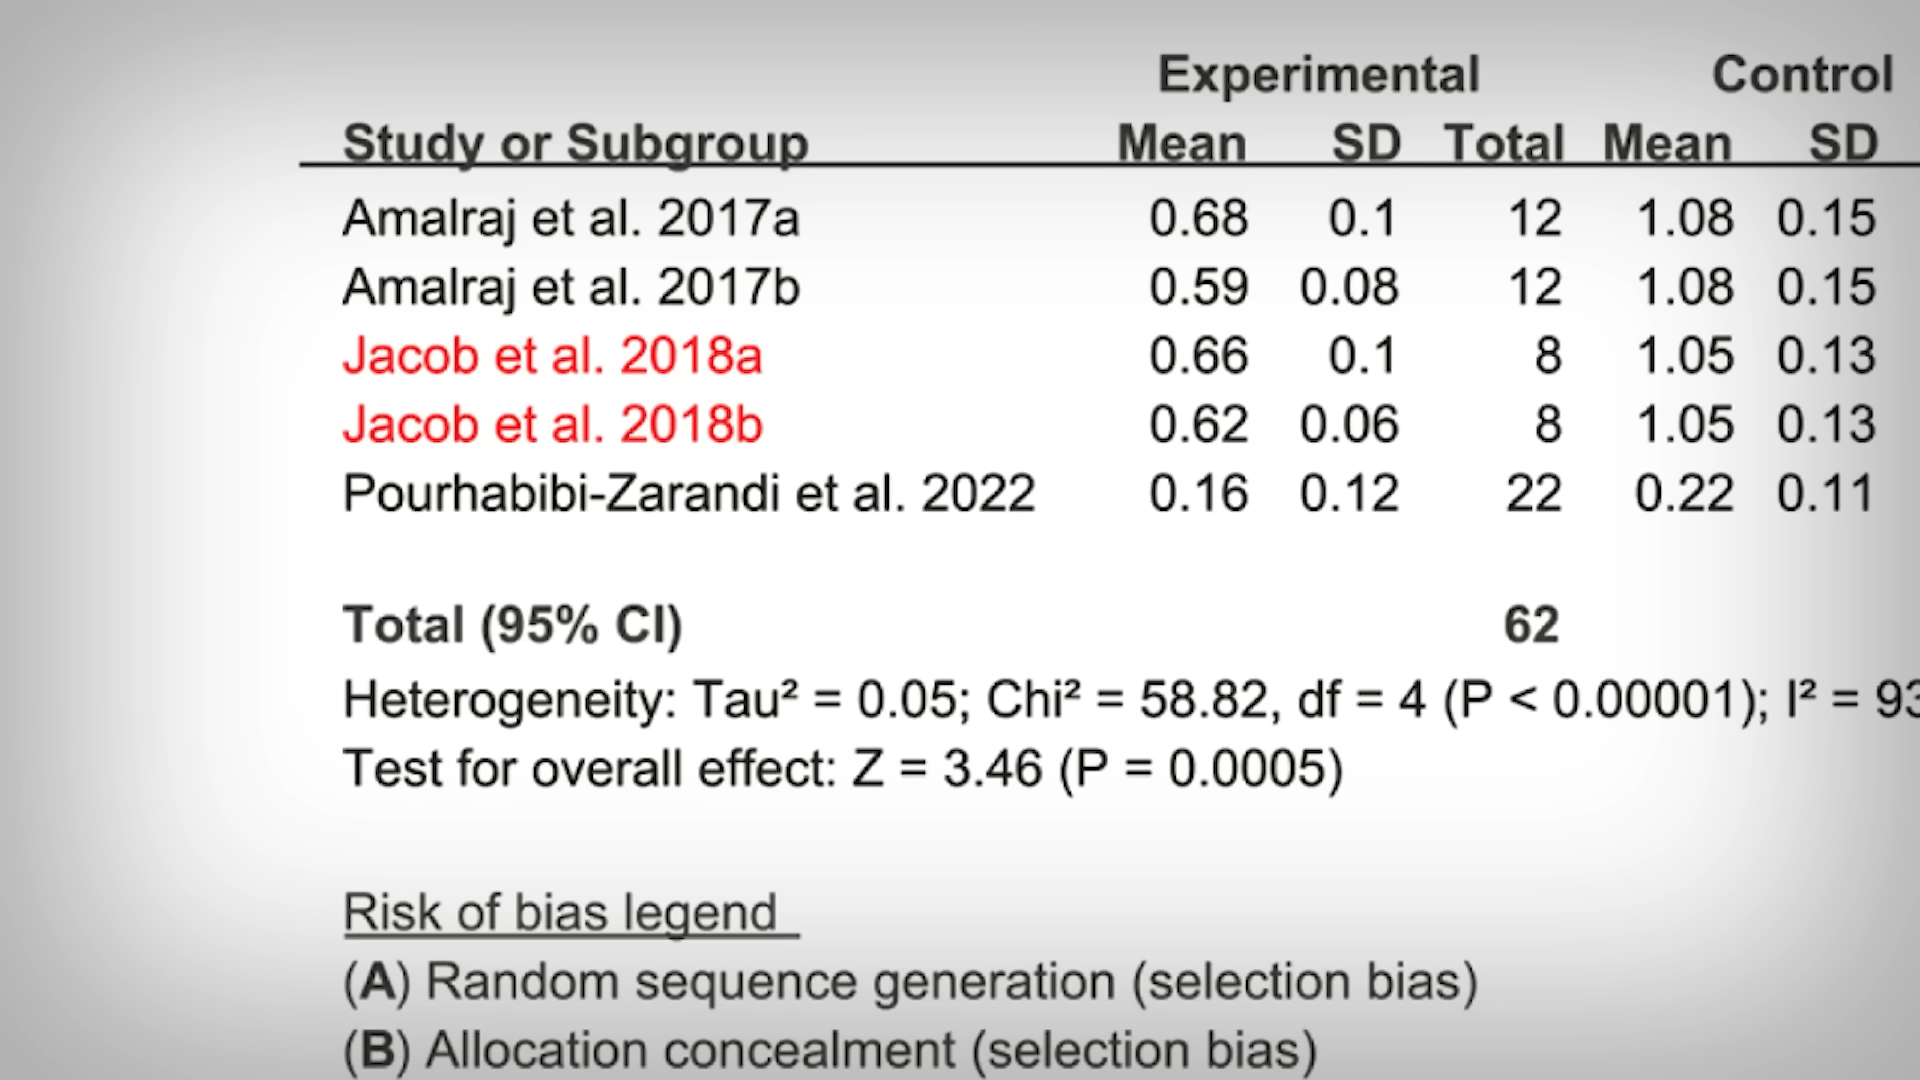 Experimental Control
Study or Subgroup Mean SD Total Mean SD
Amalraj et al. 2017a 0.68 0.1 12 1.08 0.15
Amalraj et al. 2017b 0.59 0.08 12 1.08 0.15
Jacob et al. 2018a 0.66 0.1 8 1.05 0.13
Jacob et al. 2018b 0.62 0.06 8 1.05 0.13
Pourhabibi-Zarandi et al. 2022 0.16 0.12 22 0.22 0.11
Total (95% CI) 62
Heterogeneity: Tau² = 0.05; Chi² = 58.82, df = 4 (P < 0.00001); I² = 93
Test for overall effect: Z = 3.46 (P = 0.0005)
Risk of bias legend
(A) Random sequence generation (selection bias)
(B) Allocation concealment (selection bias)